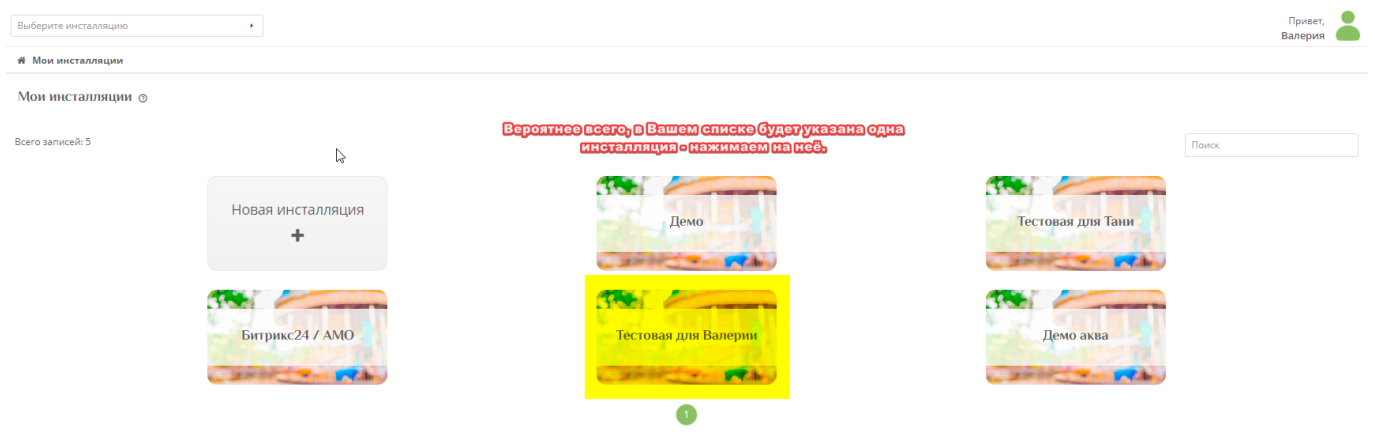 Выберите инсталляцию
Привет,
Валерия
Мои инсталляции
Мои инсталляции
Вероятнее всего, в Вашем списке будет указана одна
инсталляция - нажимаем на неё.
Всего записей: 5
Поиск
Новая инсталляция
Демо
Тестовая для Тани
Битрикс24 / АМО
Тестовая для Валерии
Демо аква
1